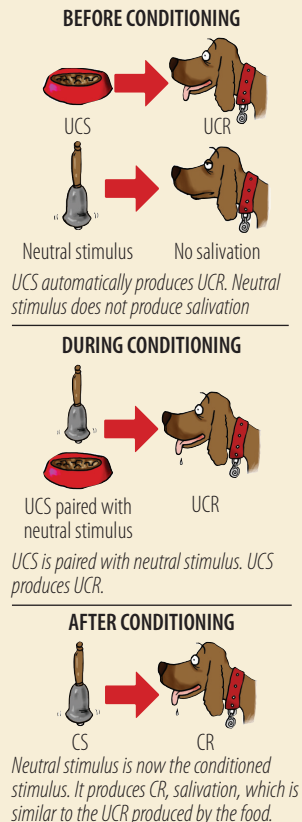 BEFORE CONDITIONING
UCS UCR
Neutral stimulus No salivation
UCS automatically produces UCR. Neutral
stimulus does not produce salivation
DURING CONDITIONING
UCS paired with
neutral stimulus
UCR
UCS is paired with neutral stimulus. UCS
produces UCR.
AFTER CONDITIONING
CS CR
Neutral stimulus is now the conditioned
stimulus. It produces CR, salivation, which is
similar to the UCR produced by the food.